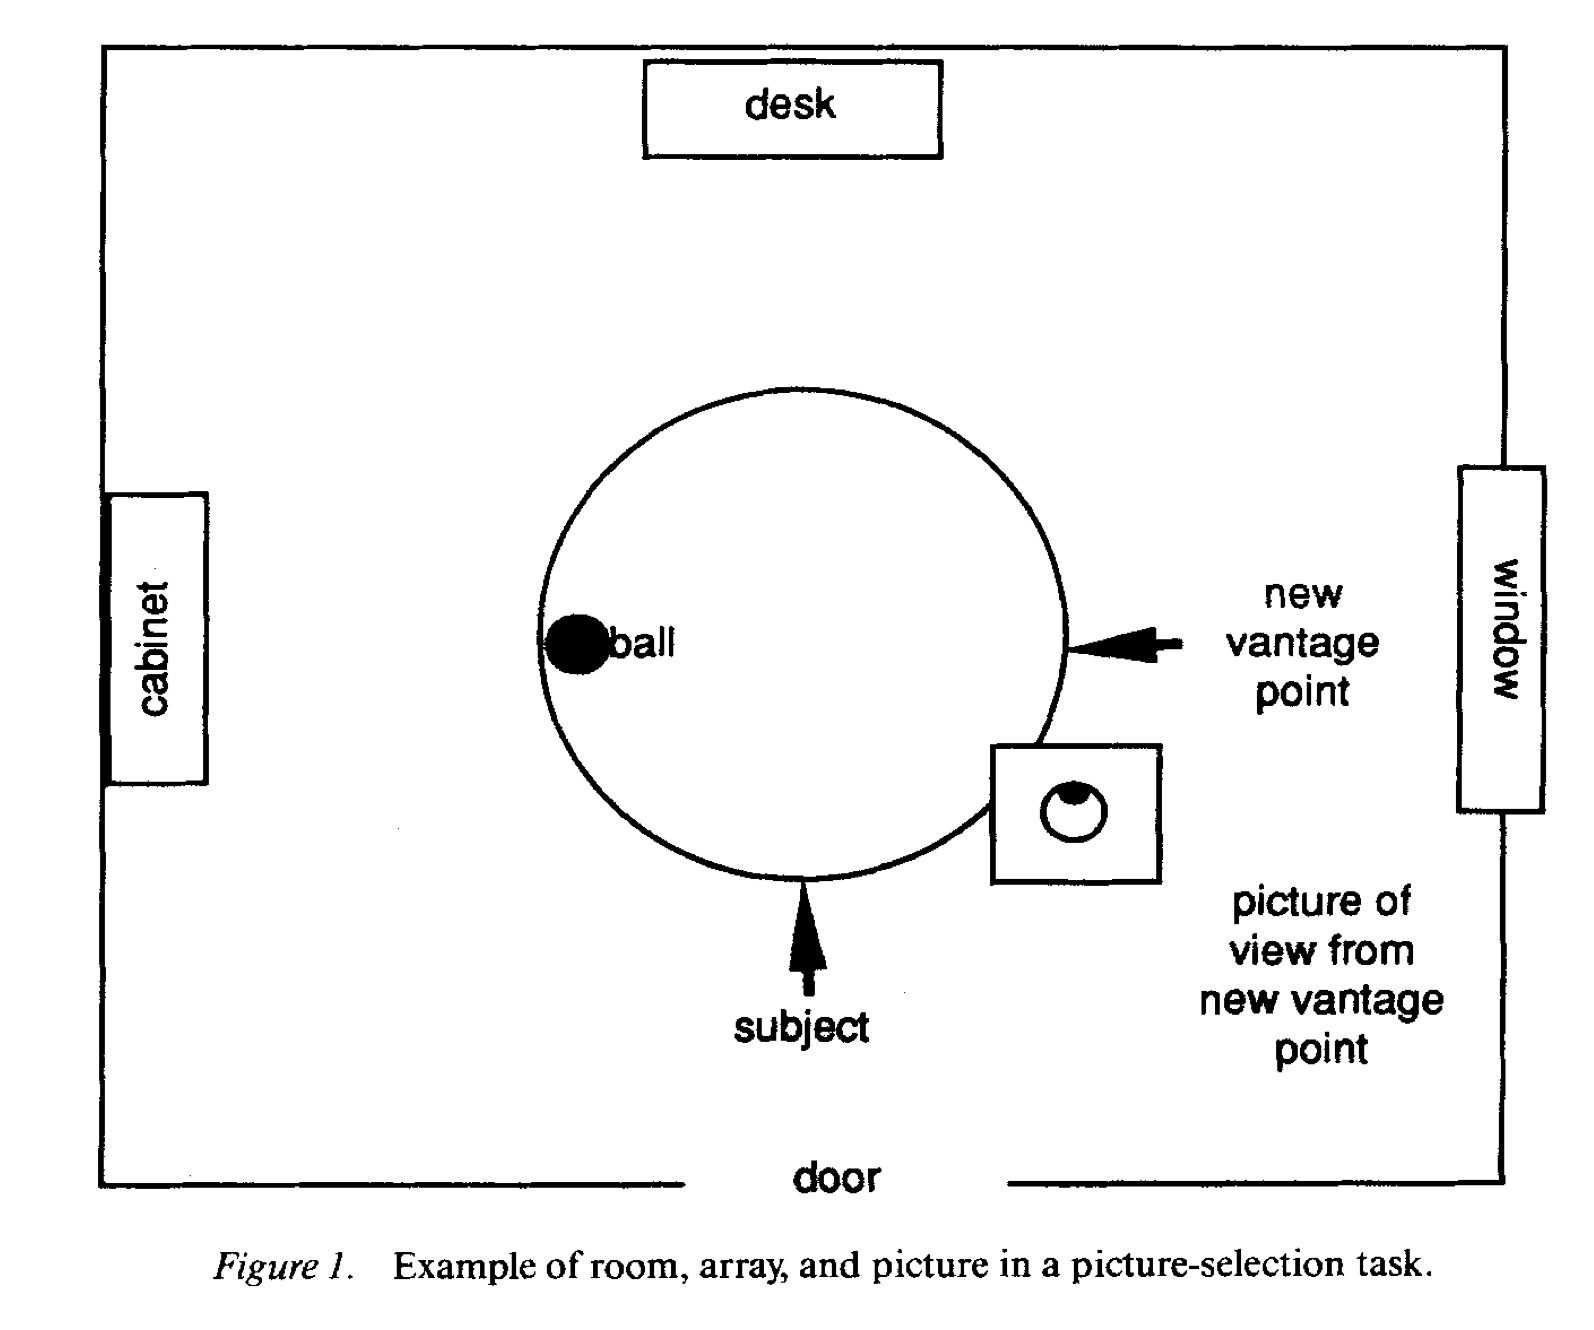 desk
cabinet
ball
new
vantage
point
window
picture of
view from
new vantage
point
subject
door
Figure 1. Example of room, array, and picture in a picture-selection task.